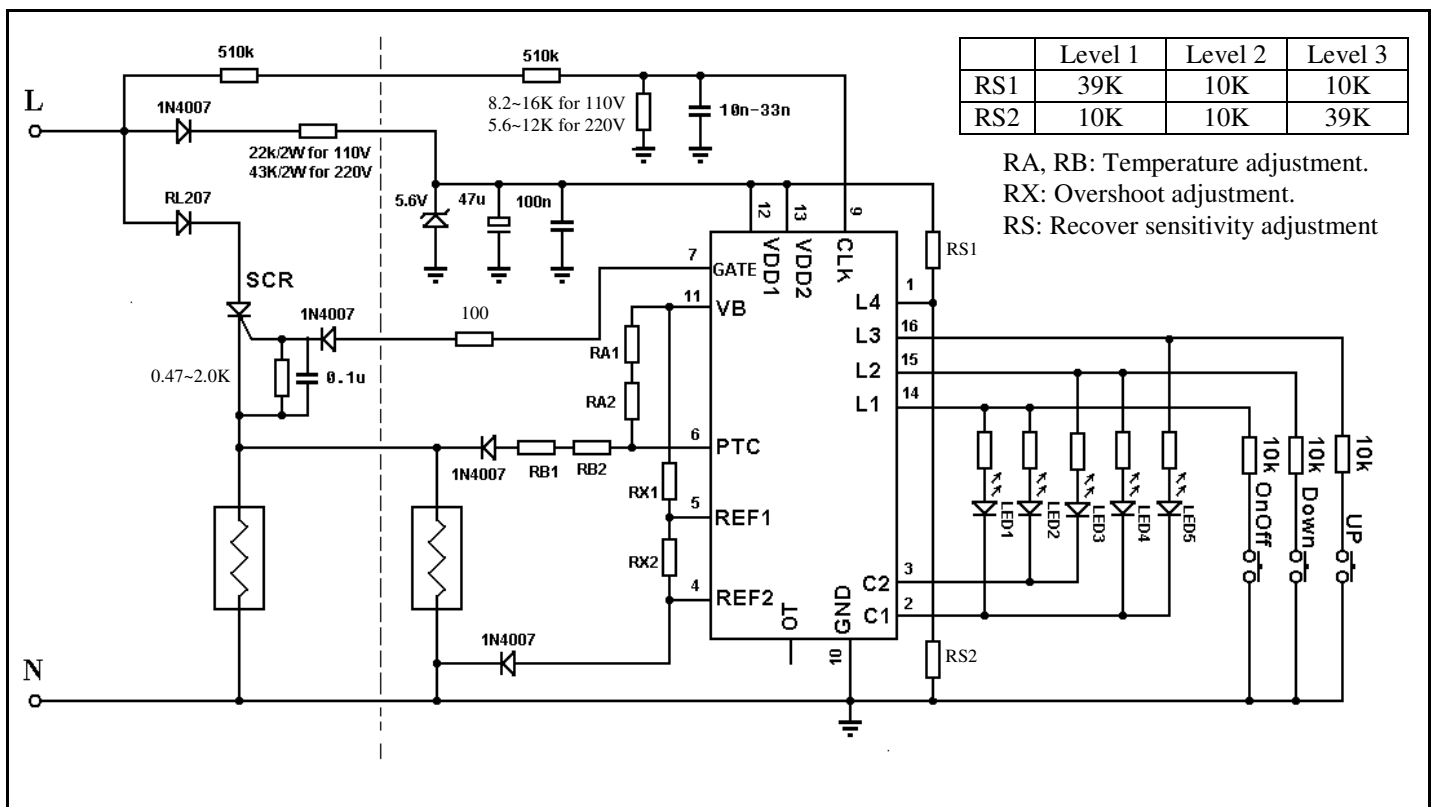 510k
510k
L
1N4007
8.2~16K for 110V
5.6~12K for 220V
10n-33n
22k/2W for 110V
43K/2W for 220V
RL207
5.6V
47u
100n
Level 1 Level 2 Level 3
RS1 39K 10K 10K
RS2 10K 10K 39K
RA, RB: Temperature adjustment.
RX: Overshoot adjustment.
RS: Recover sensitivity adjustment
12
13
9
VDD1
VDD2
CLK
RS1
7
GATE
SCR
1N4007
100
11
VB
1
L4
16
L3
15
L2
14
L1
RA1
0.47~2.0K
0.1u
RA2
6
PTC
1N4007
RB1
RB2
RX1
5
REF1
RX2
4
REF2
LED1
LED2
LED3
LED4
LED5
10k
OnOff
10k
Down
10k
UP
3
C2
2
C1
IO
GND
10
1N4007
RS2
N